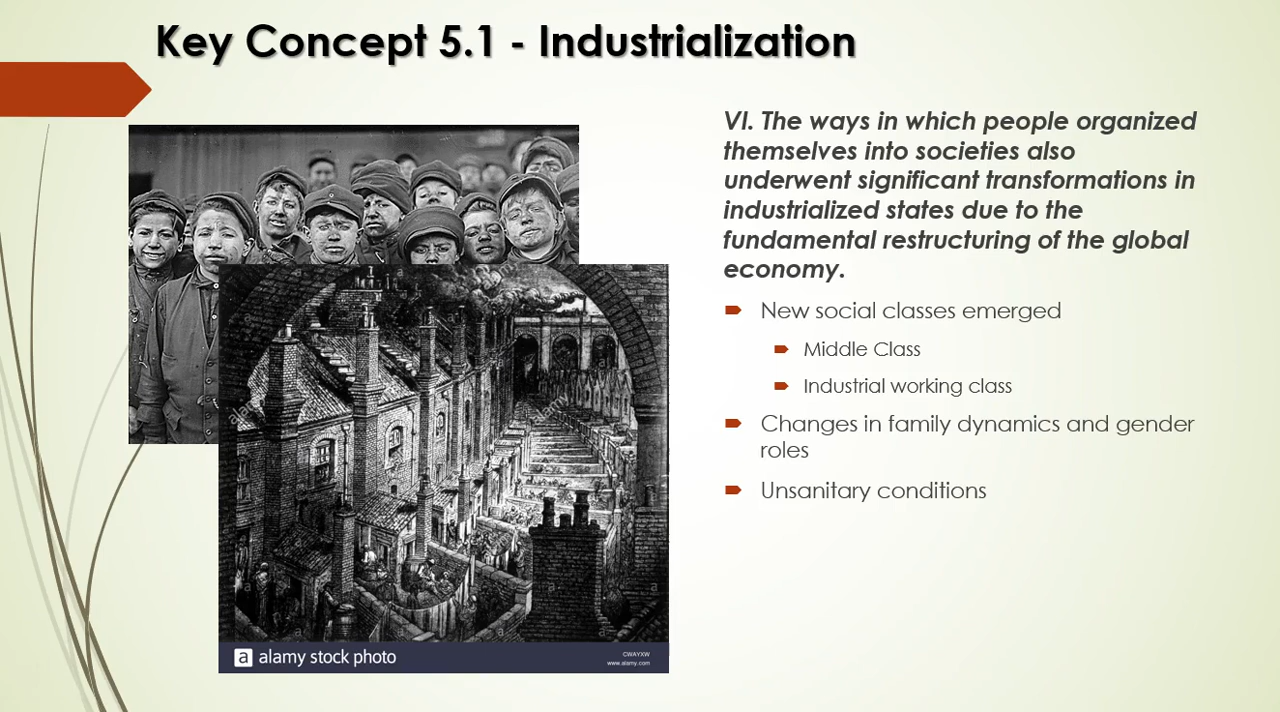 Key Concept 5.1 - Industrialization
VI. The ways in which people organized
themselves into societies also
underwent significant transformations in
industrialized states due to the
fundamental restructuring of the global
economy.
New social classes emerged
Middle Class
Industrial working class
Changes in family dynamics and gender
roles
Unsanitary conditions
alamy
alamy
a alamy stock photo
CWAYXW
www.alamy.com